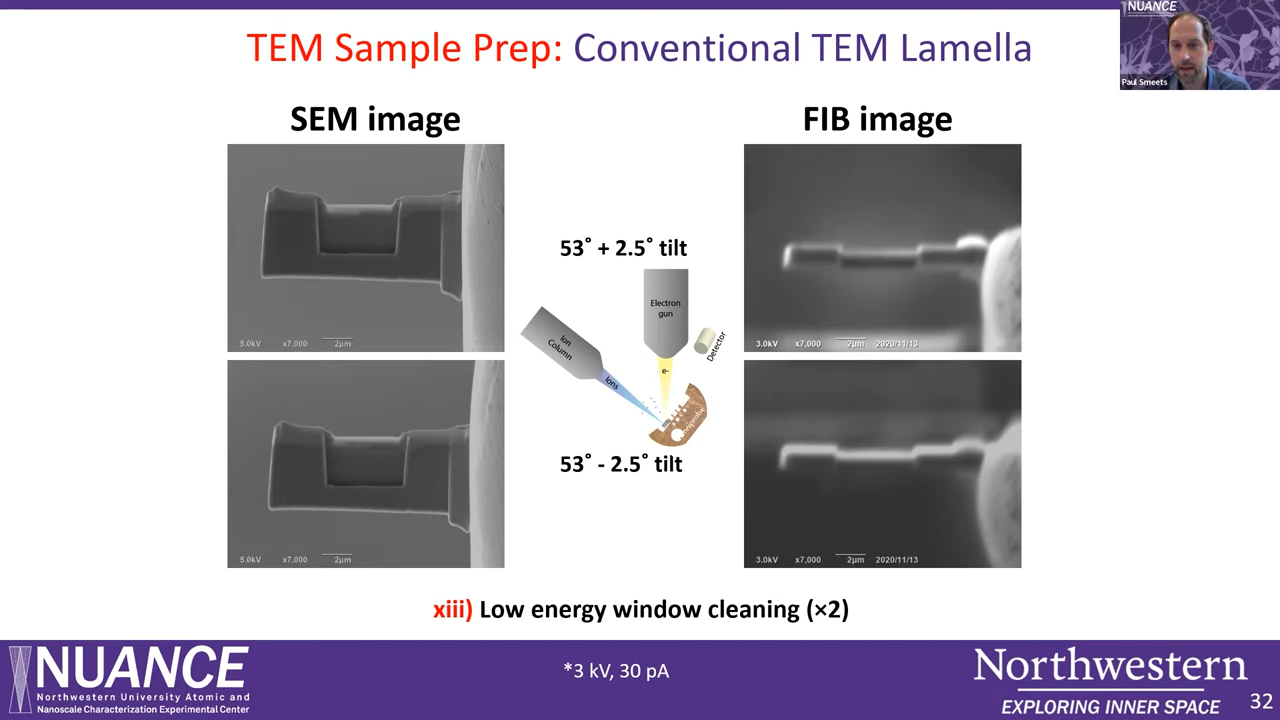 NUANCE
Paul Smeets
TEM Sample Prep: Conventional TEM Lamella
SEM image
FIB image
5.0kV x7,000 2µm
53˚ + 2.5˚ tilt
Electron
gun
Ion
Column
Detector
Ions
e-
Omniprobe
53˚ - 2.5˚ tilt
3.0kV x7,000 2µm 2020/11/13
5.0kV x7,000 2µm
3.0kV x7,000 2µm 2020/11/13
xiii) Low energy window cleaning (×2)
NUANCE
Northwestern University Atomic and
Nanoscale Characterization Experimental Center
*3 kV, 30 pA
Northwestern
EXPLORING INNER SPACE
32